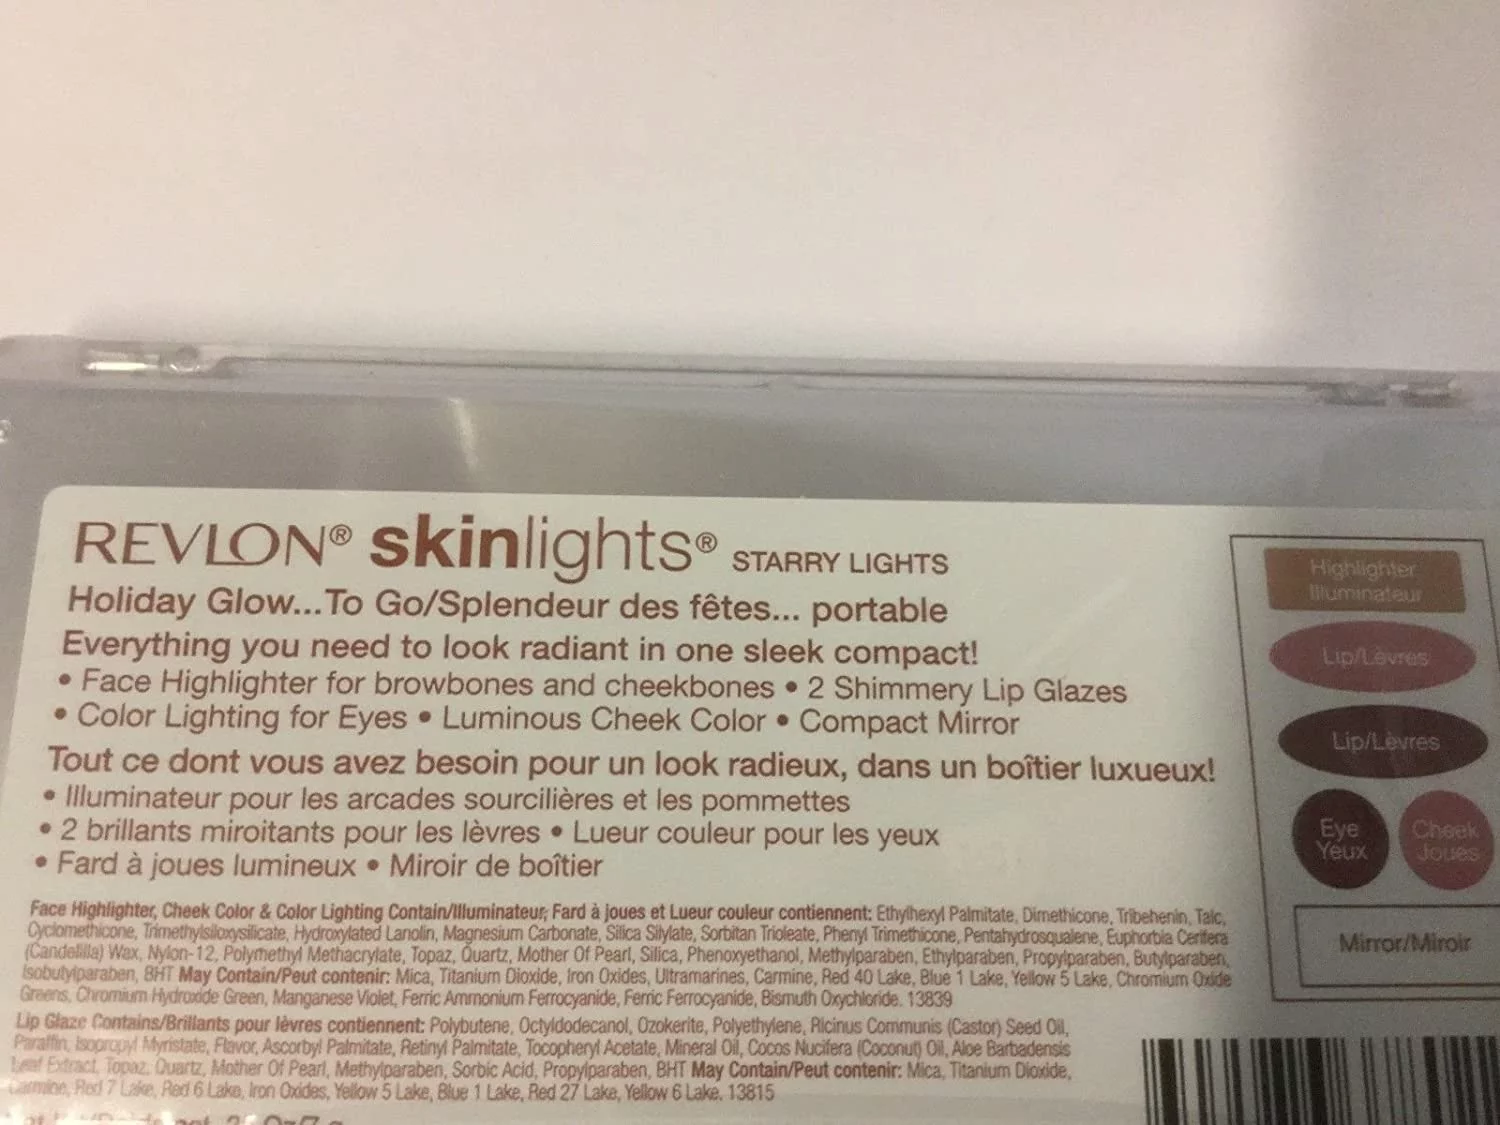 REVLON® skinlights® STARRY LIGHTS
Holiday Glow...To Go/Splendeur des fêtes... portable
Everything you need to look radiant in one sleek compact!
• Face Highlighter for browbones and cheekbones • 2 Shimmery Lip Glazes
• Color Lighting for Eyes • Luminous Cheek Color • Compact Mirror
Tout ce dont vous avez besoin pour un look radieux, dans un boîtier luxueux!
• Illuminateur pour les arcades sourcilières et les pommettes
• 2 brillants miroitants pour les lèvres • Lueur couleur pour les yeux
• Fard à joues lumineux • Miroir de boîtier
Face Highlighter, Cheek Color & Color Lighting Contain/Illuminateur, Fard à joues et Lueur couleur contiennent: Ethylhexyl Palmitate, Dimethicone, Tribehenin, Talc,
Cyclomethicone, Trimethylsiloxysilicate, Hydroxylated Lanolin, Magnesium Carbonate, Silica Silylate, Sorbitan Trioleate, Phenyl Trimethicone, Pentahydrosqualene, Euphorbia Cerifera
(Candelilla) Wax, Nylon-12, Polymethyl Methacrylate, Topaz, Quartz, Mother Of Pearl, Silica, Phenoxyethanol, Methylparaben, Ethylparaben, Propylparaben, Butylparaben,
Isobutylparaben, BHT May Contain/Peut contenir: Mica, Titanium Dioxide, Iron Oxides, Ultramarines, Carmine, Red 40 Lake, Blue 1 Lake, Yellow 5 Lake, Chromium Oxide
Greens, Chromium Hydroxide Green, Manganese Violet, Ferric Ammonium Ferrocyanide, Ferric Ferrocyanide, Bismuth Oxychloride. 13839
Lip Glaze Contains/Brillants pour lèvres contiennent: Polybutene, Octyldodecanol, Ozokerite, Polyethylene, Ricinus Communis (Castor) Seed Oil,
Paraffin, Isopropyl Myristate, Flavor, Ascorbyl Palmitate, Retinyl Palmitate, Tocopheryl Acetate, Mineral Oil, Cocos Nucifera (Coconut) Oil, Aloe Barbadensis
Leaf Extract, Topaz, Quartz, Mother Of Pearl, Methylparaben, Sorbic Acid, Propylparaben, BHT May Contain/Peut contenir: Mica, Titanium Dioxide,
Carmine, Red 7 Lake, Red 6 Lake, Iron Oxides, Yellow 5 Lake, Blue 1 Lake, Red 27 Lake, Yellow 6 Lake. 13815
Highlighter
Illuminateur
Lip/Lèvres
Lip/Lèvres
Eye
Yeux
Cheek
Joues
Mirror/Miroir